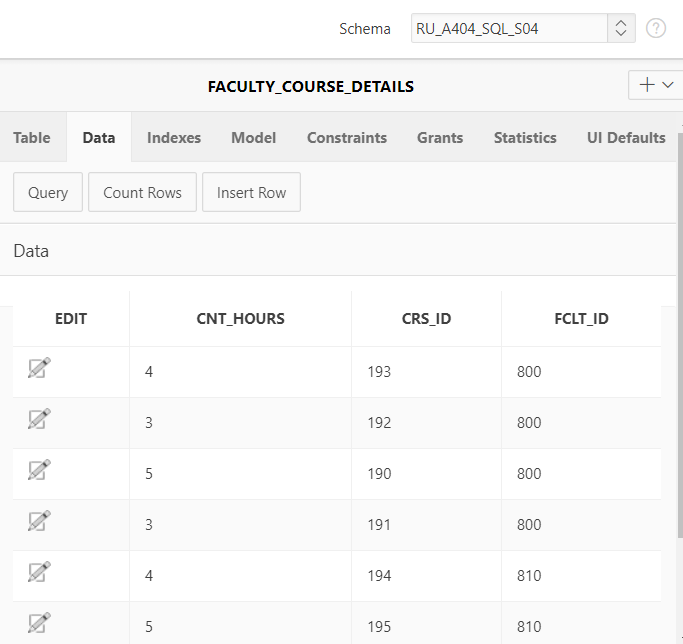 Schema RU_A404_SQL_S04 ?
FACULTY_COURSE_DETAILS
Table Data Indexes Model Constraints Grants Statistics UI Defaults
Query Count Rows Insert Row
Data
EDIT CNT_HOURS CRS_ID FCLT_ID
4 193 800
3 192 800
5 190 800
3 191 800
4 194 810
5 195 810